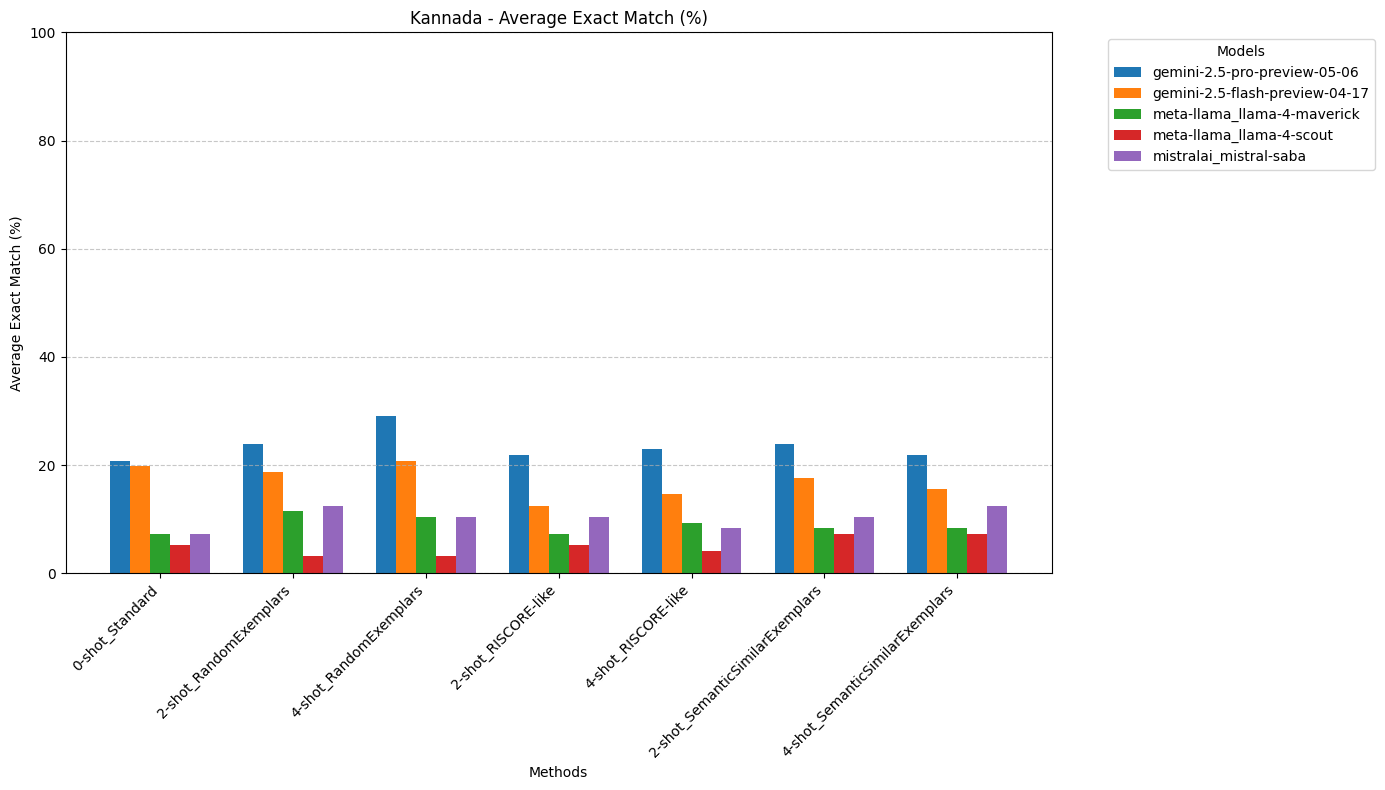 Kannada - Average Exact Match (%)
Models
gemini-2.5-pro-preview-05-06
gemini-2.5-flash-preview-04-17
meta-llama_llama-4-maverick
meta-llama_llama-4-scout
mistralai_mistral-saba
Average Exact Match (%)
100
80
60
40
20
0
0-shot_Standard
2-shot_RandomExemplars
4-shot_RandomExemplars
2-shot_RISCORE-like
4-shot_RISCORE-like
2-shot_SemanticSimilarExemplars
4-shot_SemanticSimilarExemplars
Methods